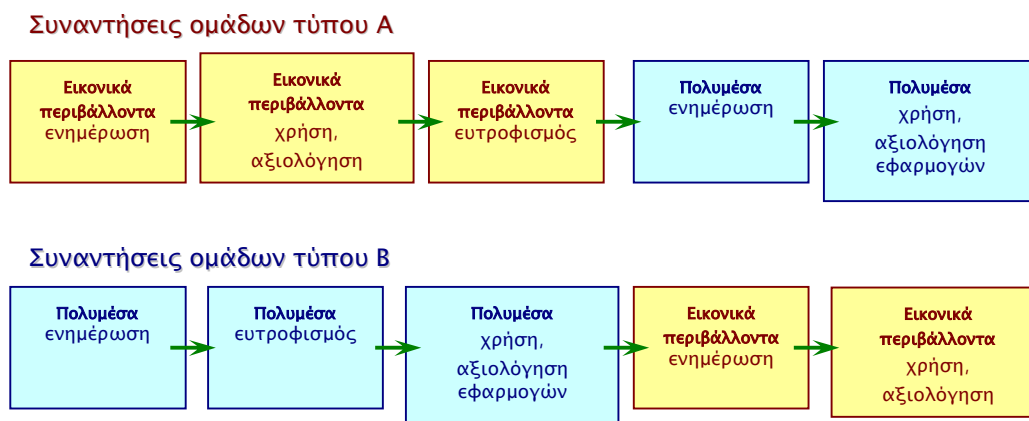 Συναντήσεις ομάδων τύπου Α
Εικονικά
περιβάλλοντα
ενημέρωση
Εικονικά
περιβάλλοντα
χρήση,
αξιολόγηση
Εικονικά
περιβάλλοντα
ευτροφισμός
Πολυμέσα
ενημέρωση
Πολυμέσα
χρήση,
αξιολόγηση
εφαρμογών
Συναντήσεις ομάδων τύπου Β
Πολυμέσα
ενημέρωση
Πολυμέσα
ευτροφισμός
Πολυμέσα
χρήση,
αξιολόγηση
εφαρμογών
Εικονικά
περιβάλλοντα
ενημέρωση
Εικονικά
περιβάλλοντα
χρήση,
αξιολόγηση